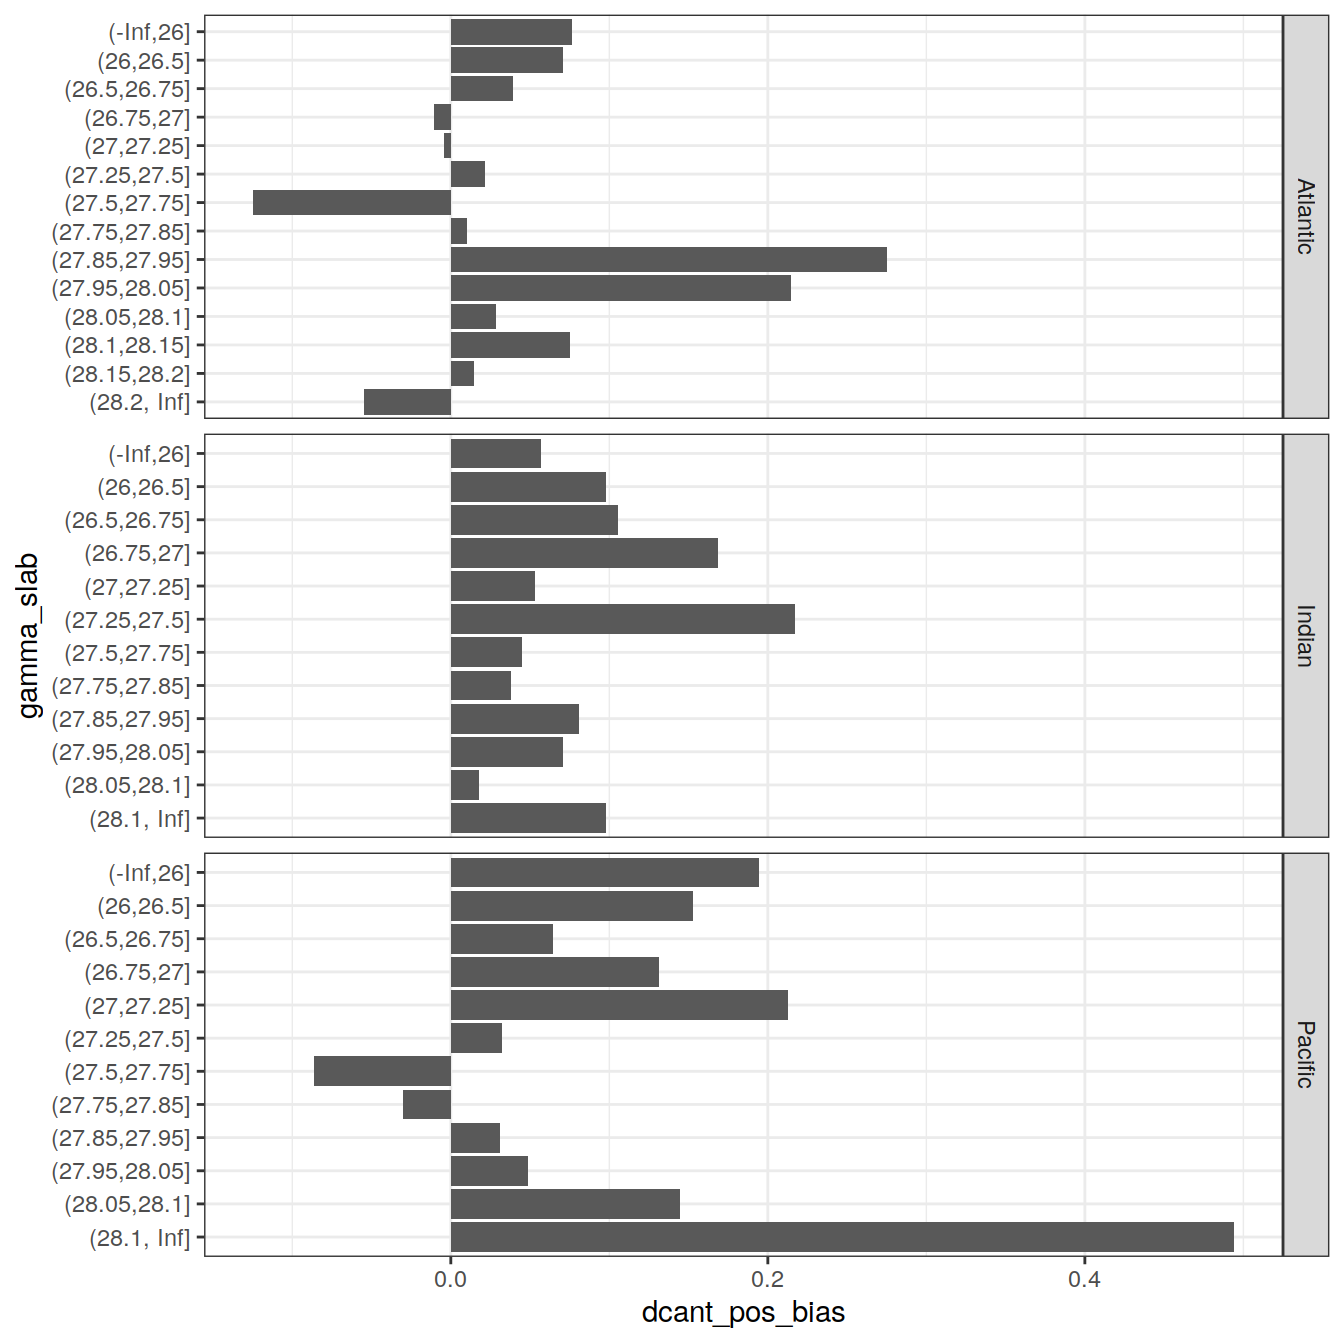 (-Inf,26]
(26,26.5]
(26.5,26.75]
(26.75,27]
(27,27.25]
(27.25,27.5]
(27.5,27.75]
(27.75,27.85]
(27.85,27.95]
(27.95,28.05]
(28.05,28.1]
(28.1,28.15]
(28.15,28.2]
(28.2, Inf]
Atlantic
(-Inf,26]
(26,26.5]
(26.5,26.75]
(26.75,27]
(27,27.25]
(27.25,27.5]
(27.5,27.75]
(27.75,27.85]
(27.85,27.95]
(27.95,28.05]
(28.05,28.1]
(28.1, Inf]
Indian
gamma_slab
(-Inf,26]
(26,26.5]
(26.5,26.75]
(26.75,27]
(27,27.25]
(27.25,27.5]
(27.5,27.75]
(27.75,27.85]
(27.85,27.95]
(27.95,28.05]
(28.05,28.1]
(28.1, Inf]
Pacific
0.0 0.2 0.4
dcant_pos_bias